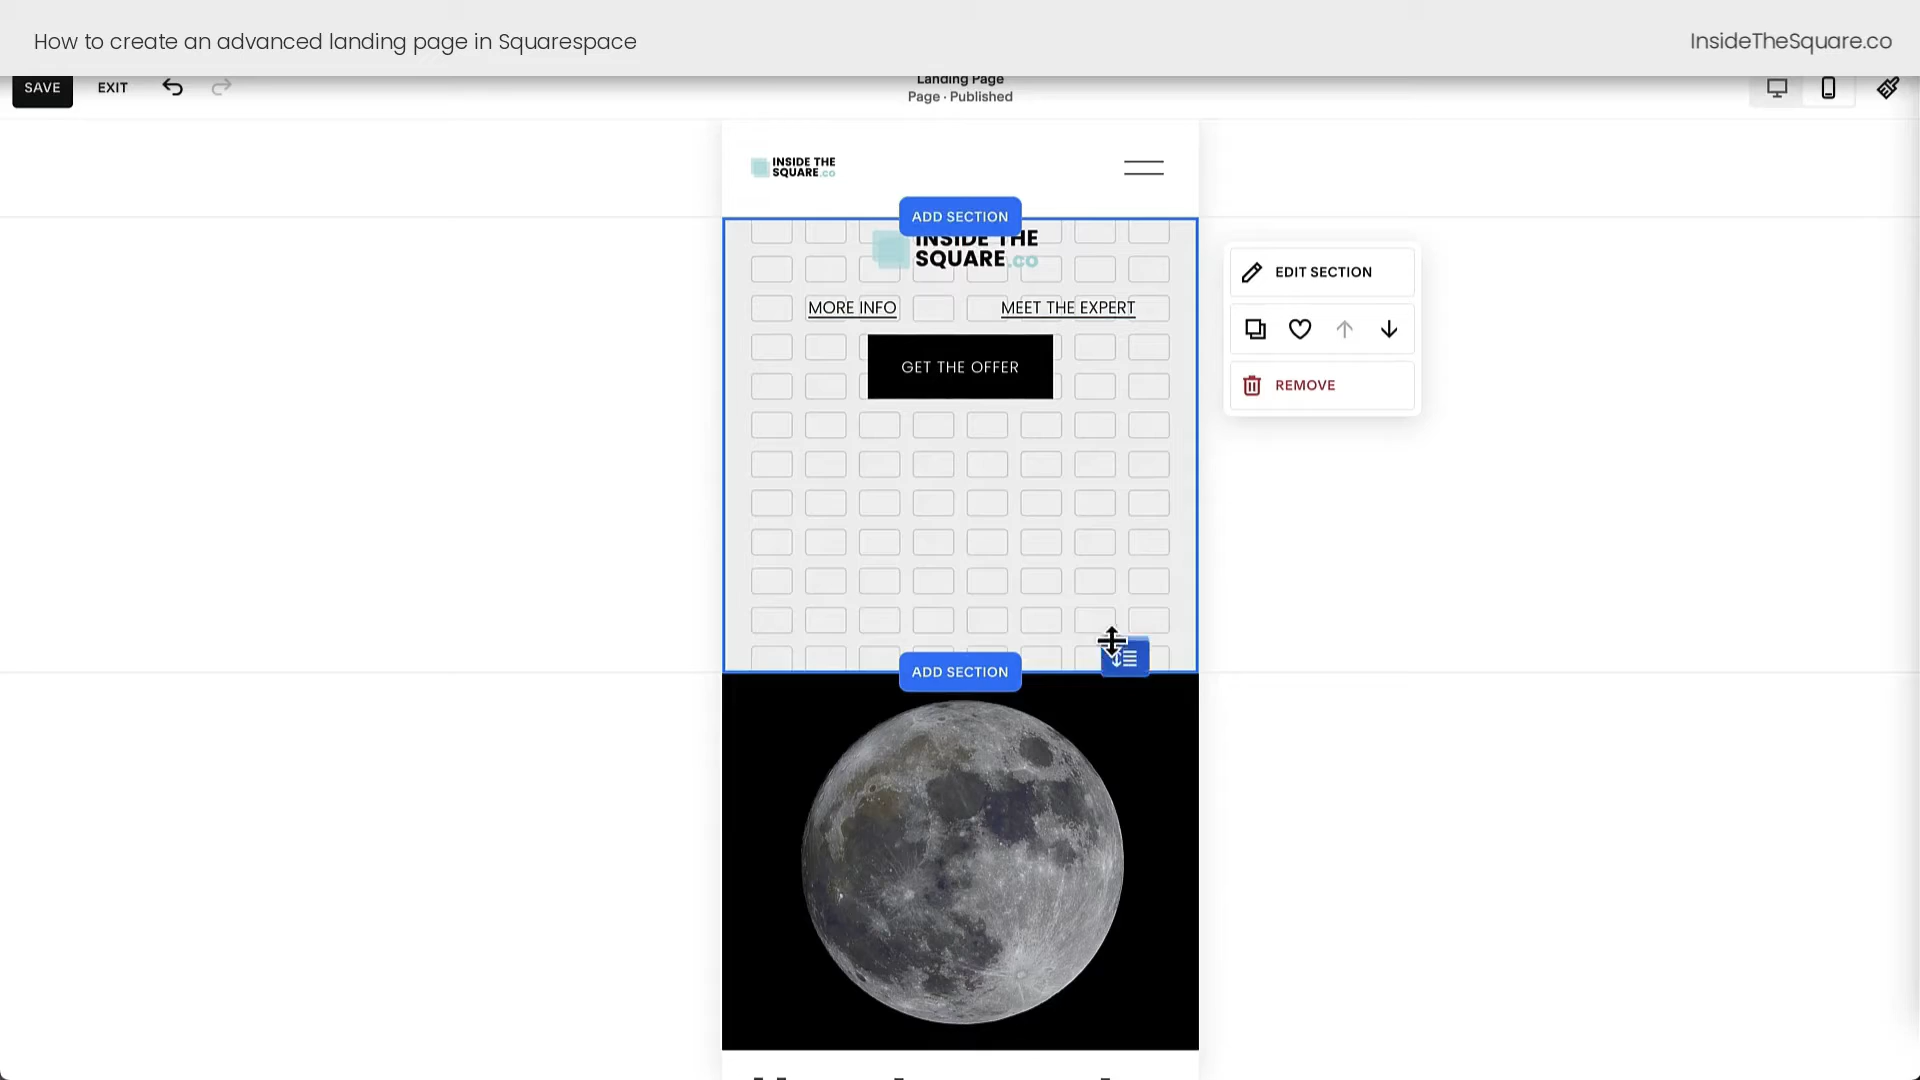 How to create an advanced landing page in Squarespace
InsideTheSquare.co
SAVE
EXIT
Landing Page
Page · Published
INSIDE THE
SQUARE.co
ADD SECTION
INSIDE THE
SQUARE.co
EDIT SECTION
MORE INFO
MEET THE EXPERT
GET THE OFFER
REMOVE
ADD SECTION